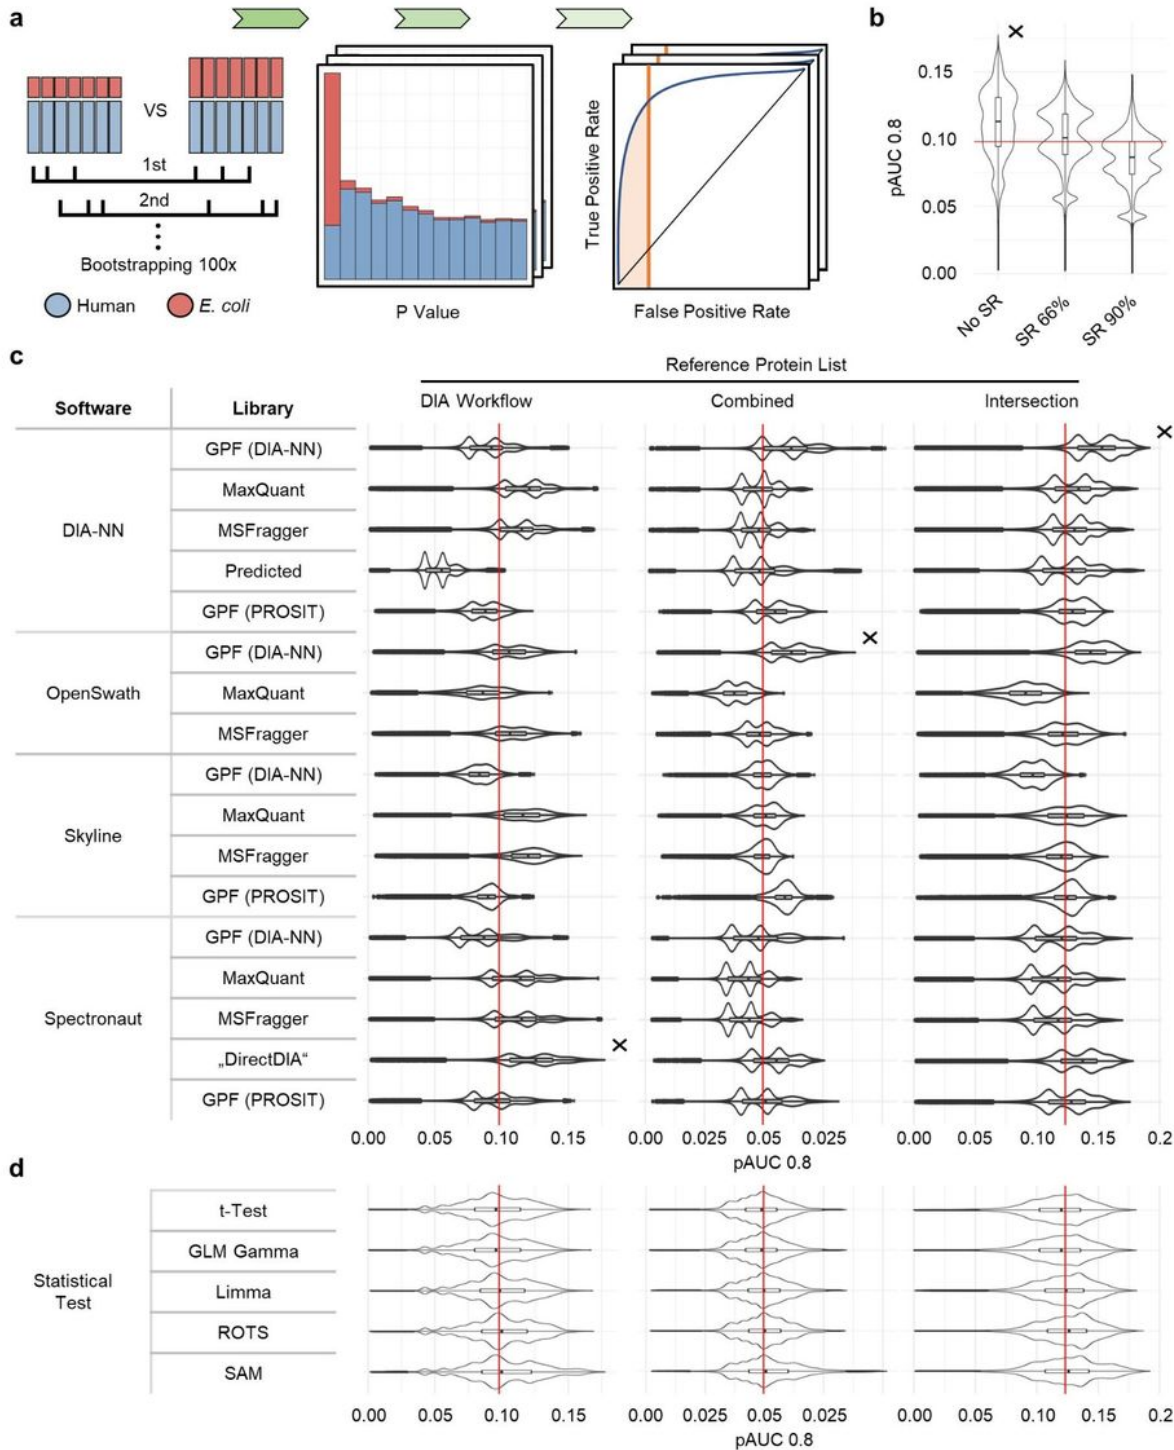 a
VS
1st
2nd
Bootstrapping 100x
Human
E. coli
P Value
True Positive Rate
False Positive Rate
b
pAUC 0.8
0.15
0.10
0.05
0.00
No SR
SR 66%
SR 90%
c
Reference Protein List
Software Library DIA Workflow Combined Intersection
DIA-NN
GPF (DIA-NN)
MaxQuant
MSFragger
Predicted
GPF (PROSIT)
OpenSwath
GPF (DIA-NN)
MaxQuant
MSFragger
Skyline
GPF (DIA-NN)
MaxQuant
MSFragger
GPF (PROSIT)
Spectronaut
GPF (DIA-NN)
MaxQuant
MSFragger
„DirectDIA“
GPF (PROSIT)
0.00 0.05 0.10 0.15 0.00 0.025 0.05 0.025 0.00 0.05 0.10 0.15 0.2
pAUC 0.8
d
Statistical
Test
t-Test
GLM Gamma
Limma
ROTS
SAM
0.00 0.05 0.10 0.15 0.00 0.025 0.05 0.025 0.00 0.05 0.10 0.15 0.2
pAUC 0.8